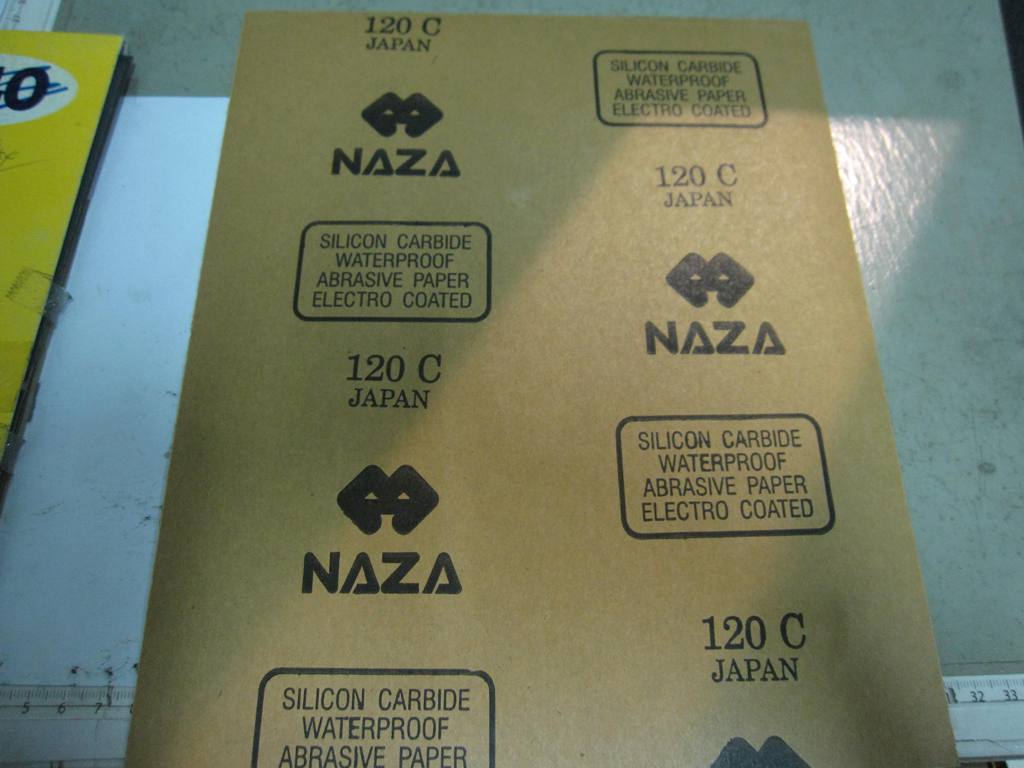 120 C
JAPAN
SILICON CARBIDE
WATERPROOF
ABRASIVE PAPER
ELECTRO COATED
NAZA
120 C
JAPAN
SILICON CARBIDE
WATERPROOF
ABRASIVE PAPER
ELECTRO COATED
NAZA
120 C
JAPAN
SILICON CARBIDE
WATERPROOF
ABRASIVE PAPER
ELECTRO COATED
NAZA
120 C
JAPAN
SILICON CARBIDE
WATERPROOF
ABRASIVE PAPER
5 6 7
32 33